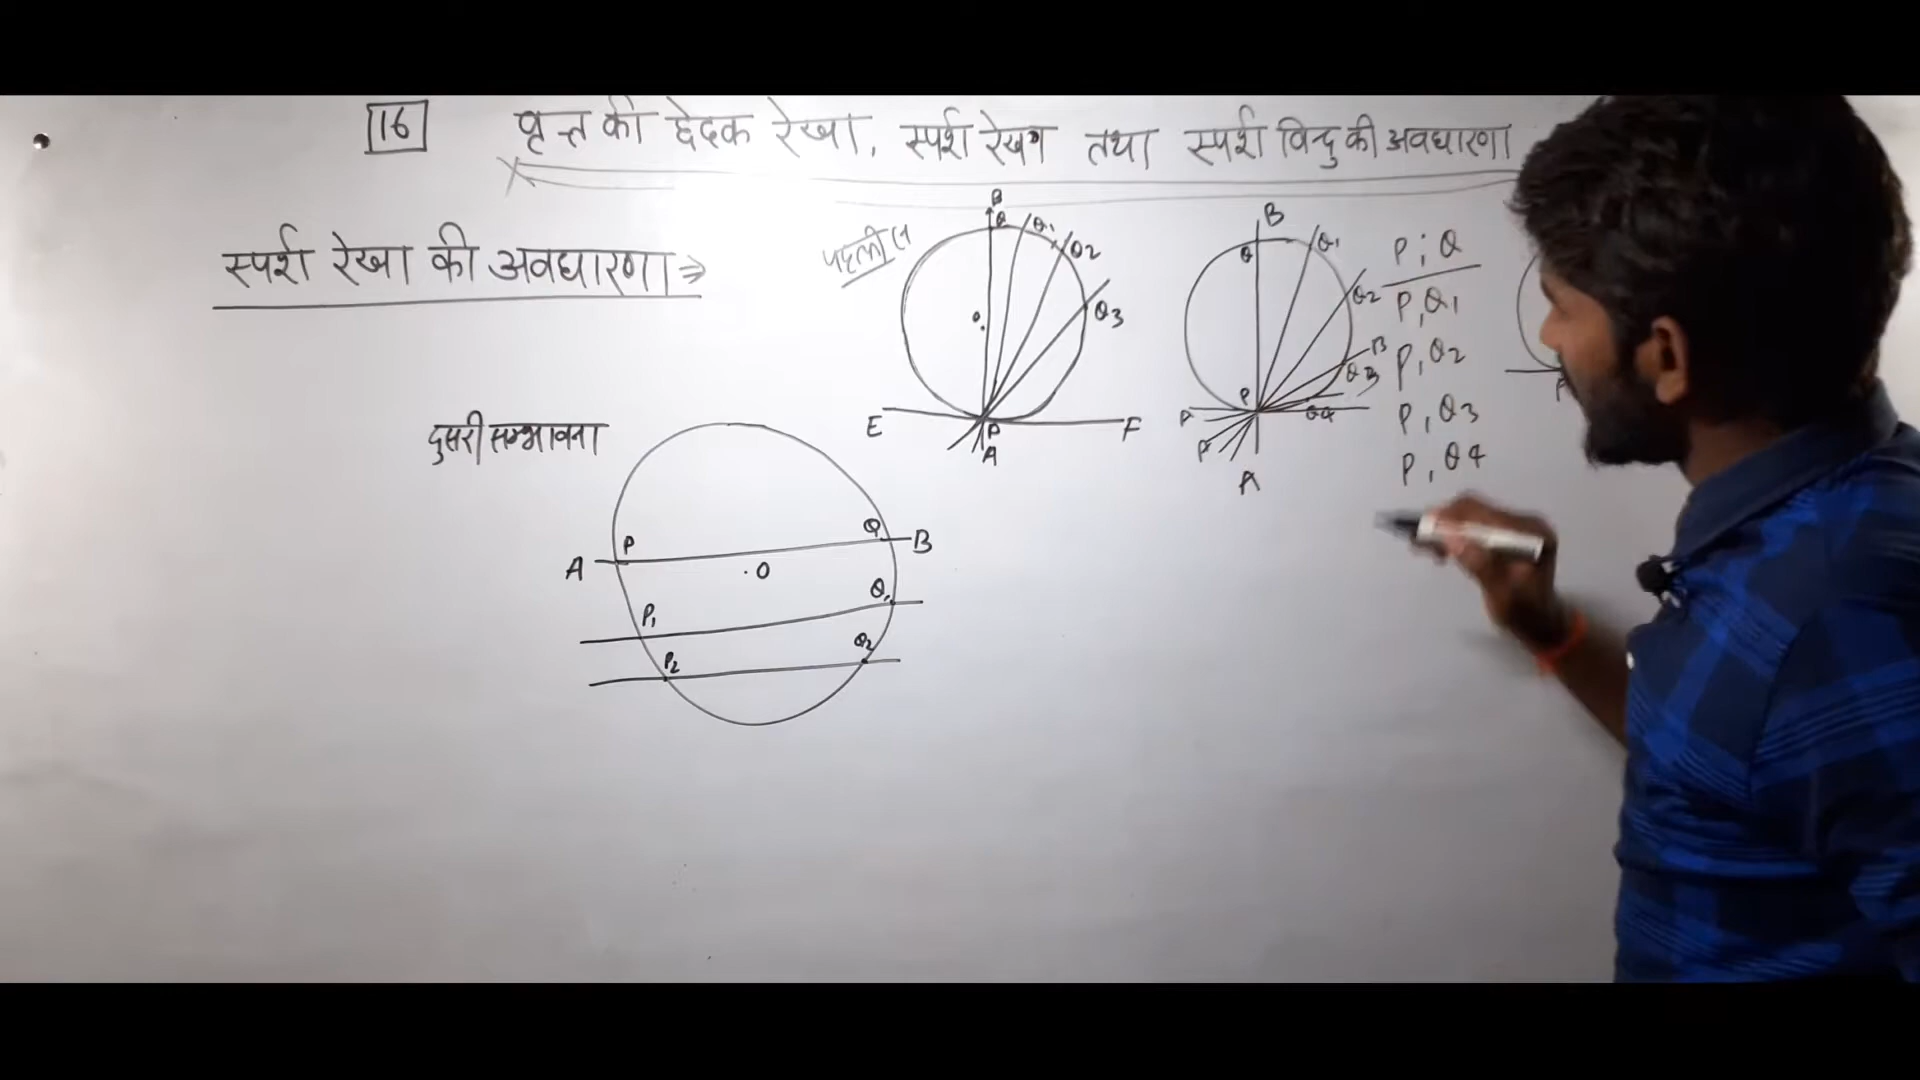 16 वृत्त की छेदक रेखा, स्पर्श रेखा तथा स्पर्श विन्दु की अवधारणा
स्पर्श रेखा की अवधारणा ⇒
B
Q Q1 Q2
Q3
O
E P F
A
B
Q Q1
Q2
B
Q3
P Q4
A
P
A
P ; Q
P, Q1
P, Q2
P, Q3
P, Q4
P
दुसरी सम्भावना
A P Q B
O
P1 Q1
P2 Q2